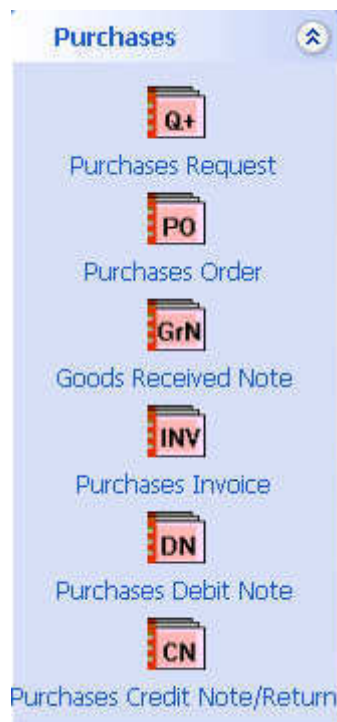 Purchases
Q+
Purchases Request
PO
Purchases Order
GrN
Goods Received Note
INV
Purchases Invoice
DN
Purchases Debit Note
CN
Purchases Credit Note/Return